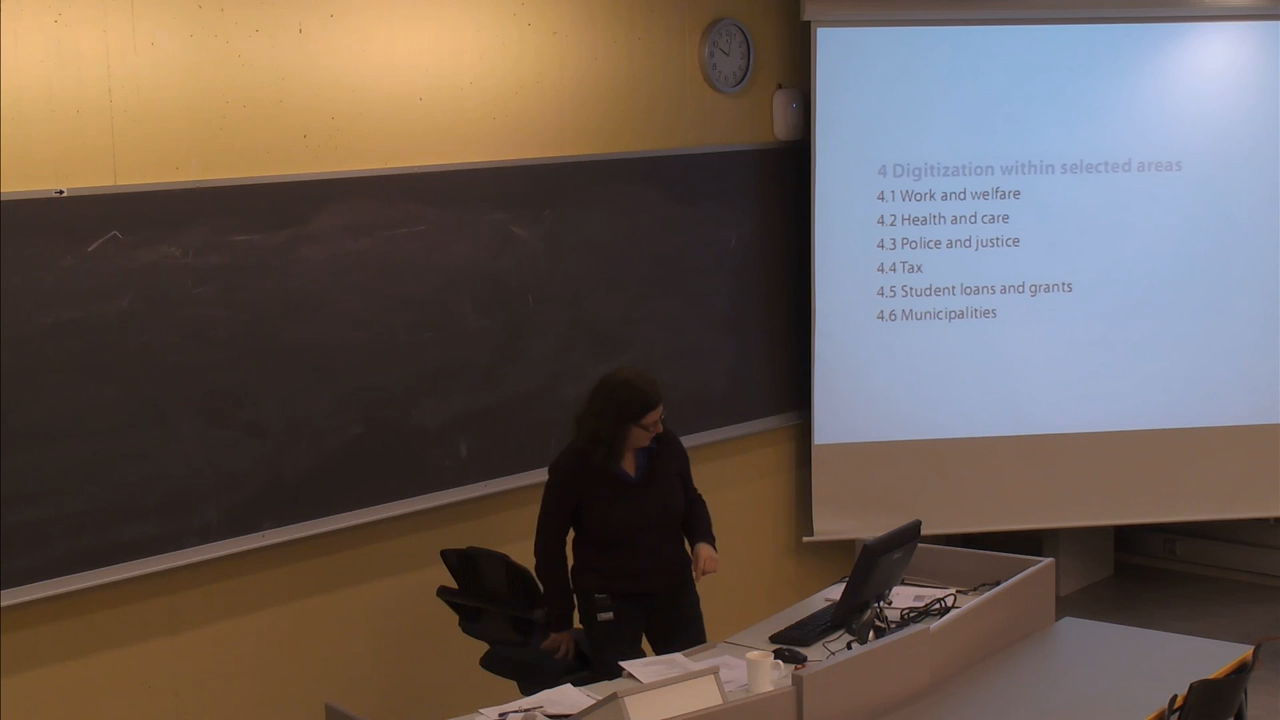 4 Digitization within selected areas
4.1 Work and welfare
4.2 Health and care
4.3 Police and justice
4.4 Tax
4.5 Student loans and grants
4.6 Municipalities